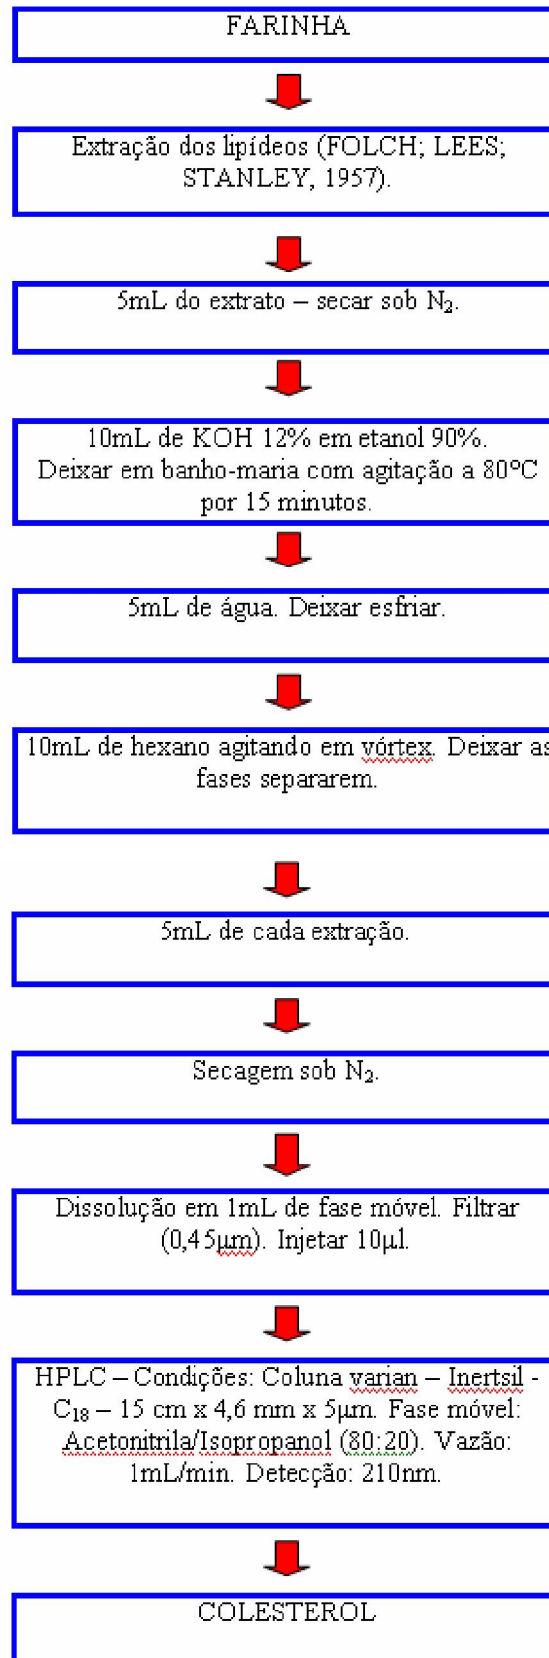 FARINHA
Extração dos lipídeos (FOLCH; LEES;
STANLEY, 1957).
5mL do extrato – secar sob N₂.
10mL de KOH 12% em etanol 90%.
Deixar em banho-maria com agitação a 80ºC
por 15 minutos.
5mL de água. Deixar esfriar.
10mL de hexano agitando em vórtex. Deixar as
fases separarem.
5mL de cada extração.
Secagem sob N₂.
Dissolução em 1mL de fase móvel. Filtrar
(0,45µm). Injetar 10µl.
HPLC – Condições: Coluna varian – Inertsil -
C₁₈ – 15 cm x 4,6 mm x 5µm. Fase móvel:
Acetonitrila/Isopropanol (80:20). Vazão:
1mL/min. Detecção: 210nm.
COLESTEROL